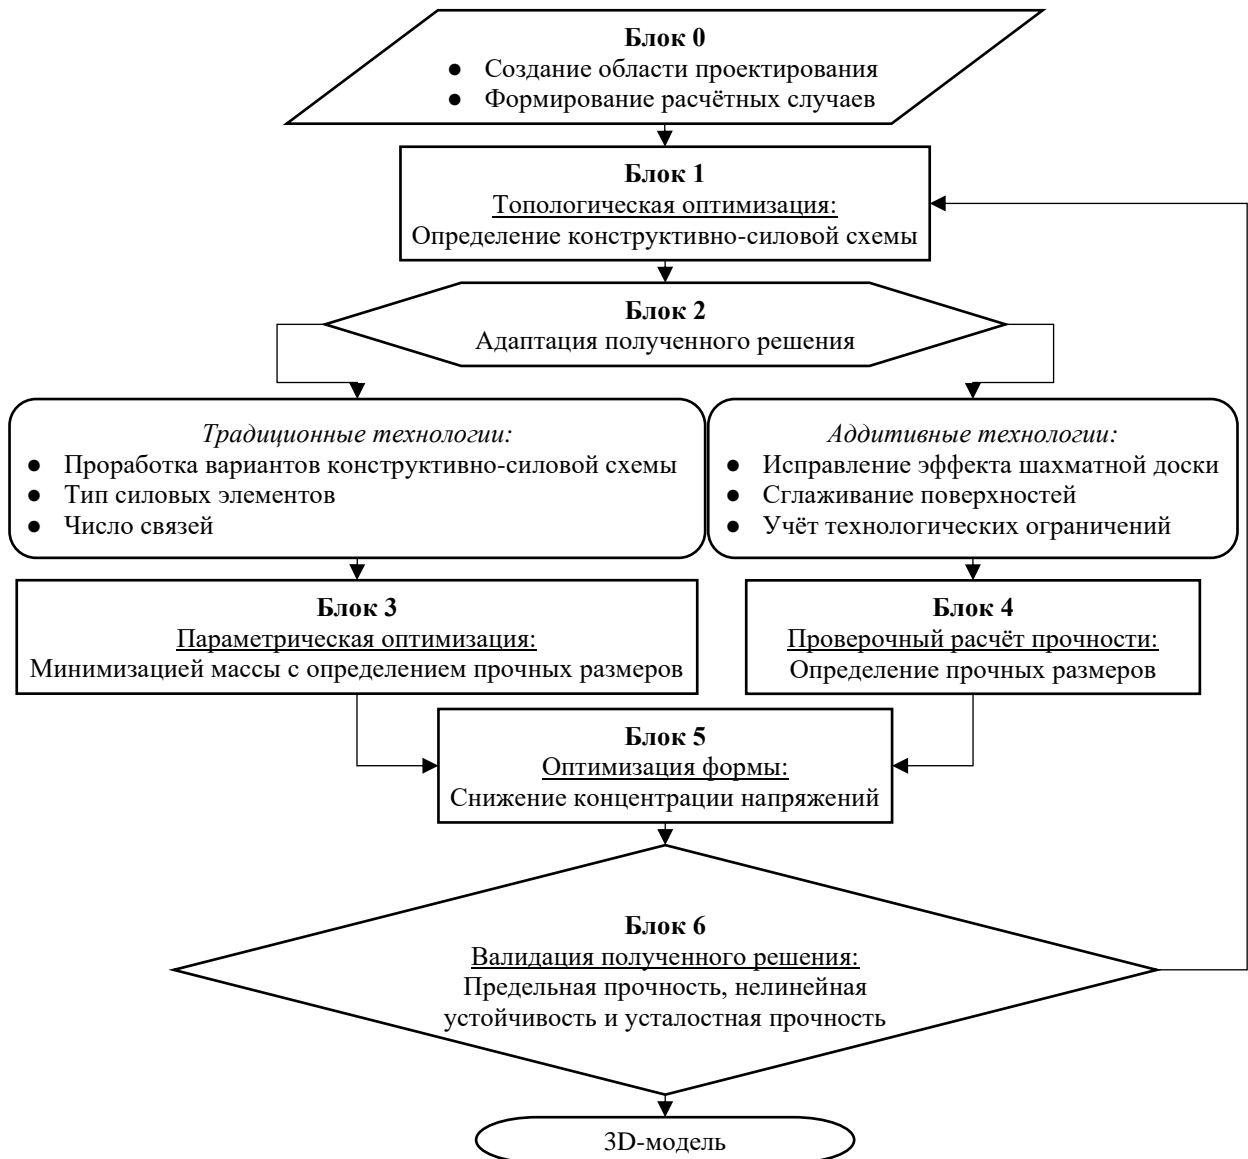 Блок 0
● Создание области проектирования
● Формирование расчётных случаев
Блок 1
Топологическая оптимизация:
Определение конструктивно-силовой схемы
Блок 2
Адаптация полученного решения
Традиционные технологии:
● Проработка вариантов конструктивно-силовой схемы
● Тип силовых элементов
● Число связей
Аддитивные технологии:
● Исправление эффекта шахматной доски
● Сглаживание поверхностей
● Учёт технологических ограничений
Блок 3
Параметрическая оптимизация:
Минимизацией массы с определением прочных размеров
Блок 4
Проверочный расчёт прочности:
Определение прочных размеров
Блок 5
Оптимизация формы:
Снижение концентрации напряжений
Блок 6
Валидация полученного решения:
Предельная прочность, нелинейная
устойчивость и усталостная прочность
3D-модель